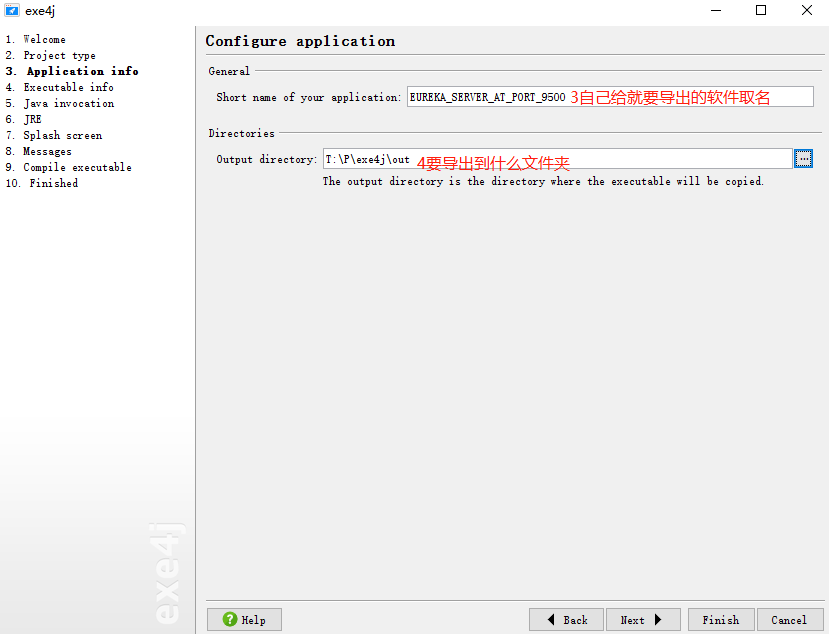 exe4j
1. Welcome
2. Project type
3. Application info
4. Executable info
5. Java invocation
6. JRE
7. Splash screen
8. Messages
9. Compile executable
10. Finished
exe4j
Configure application
General
Short name of your application: EUREKA_SERVER_AT_PORT_9500 3自己给就要导出的软件取名
Directories
Output directory: T:\P\exe4j\out 4要导出到什么文件夹 ...
The output directory is the directory where the executable will be copied.
? Help
Back
Next
Finish
Cancel